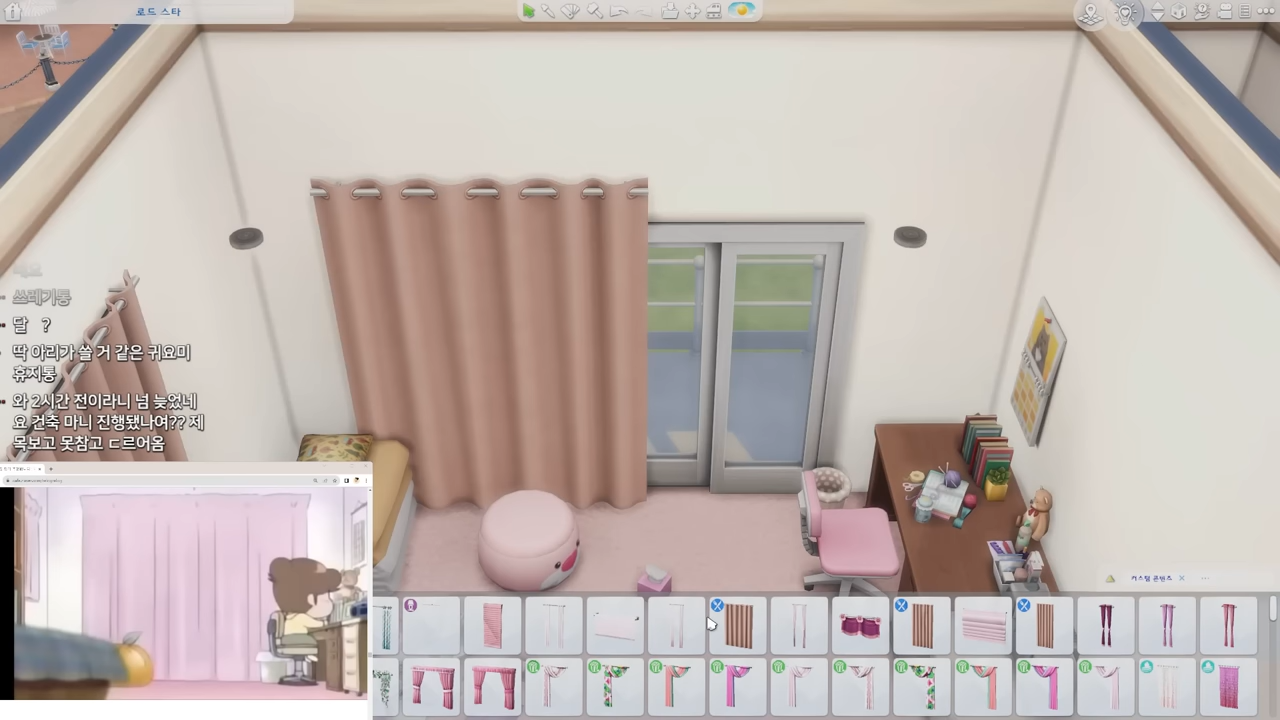 로드 스타
쓰레기통
달 ?
딱 아리가 쓸 거 같은 귀요미
휴지통
와 2시간 전이라니 넘 늦었네
요 건축 마니 진행됐나여?? 제
목보고 못참고 ㄷ르어옴
커스텀 콘텐츠